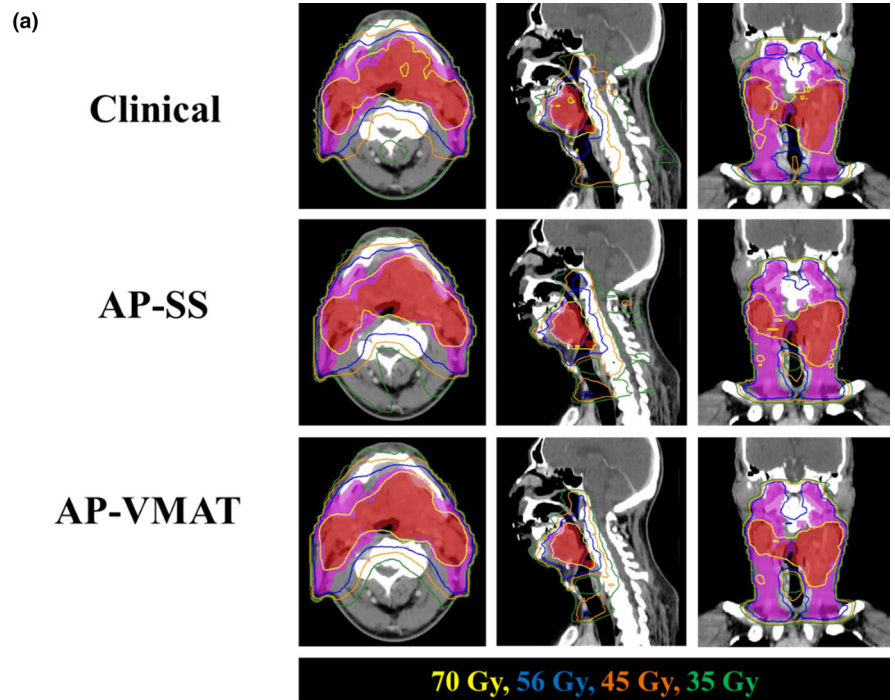 (a)
Clinical
AP-SS
AP-VMAT
70 Gy, 56 Gy, 45 Gy, 35 Gy